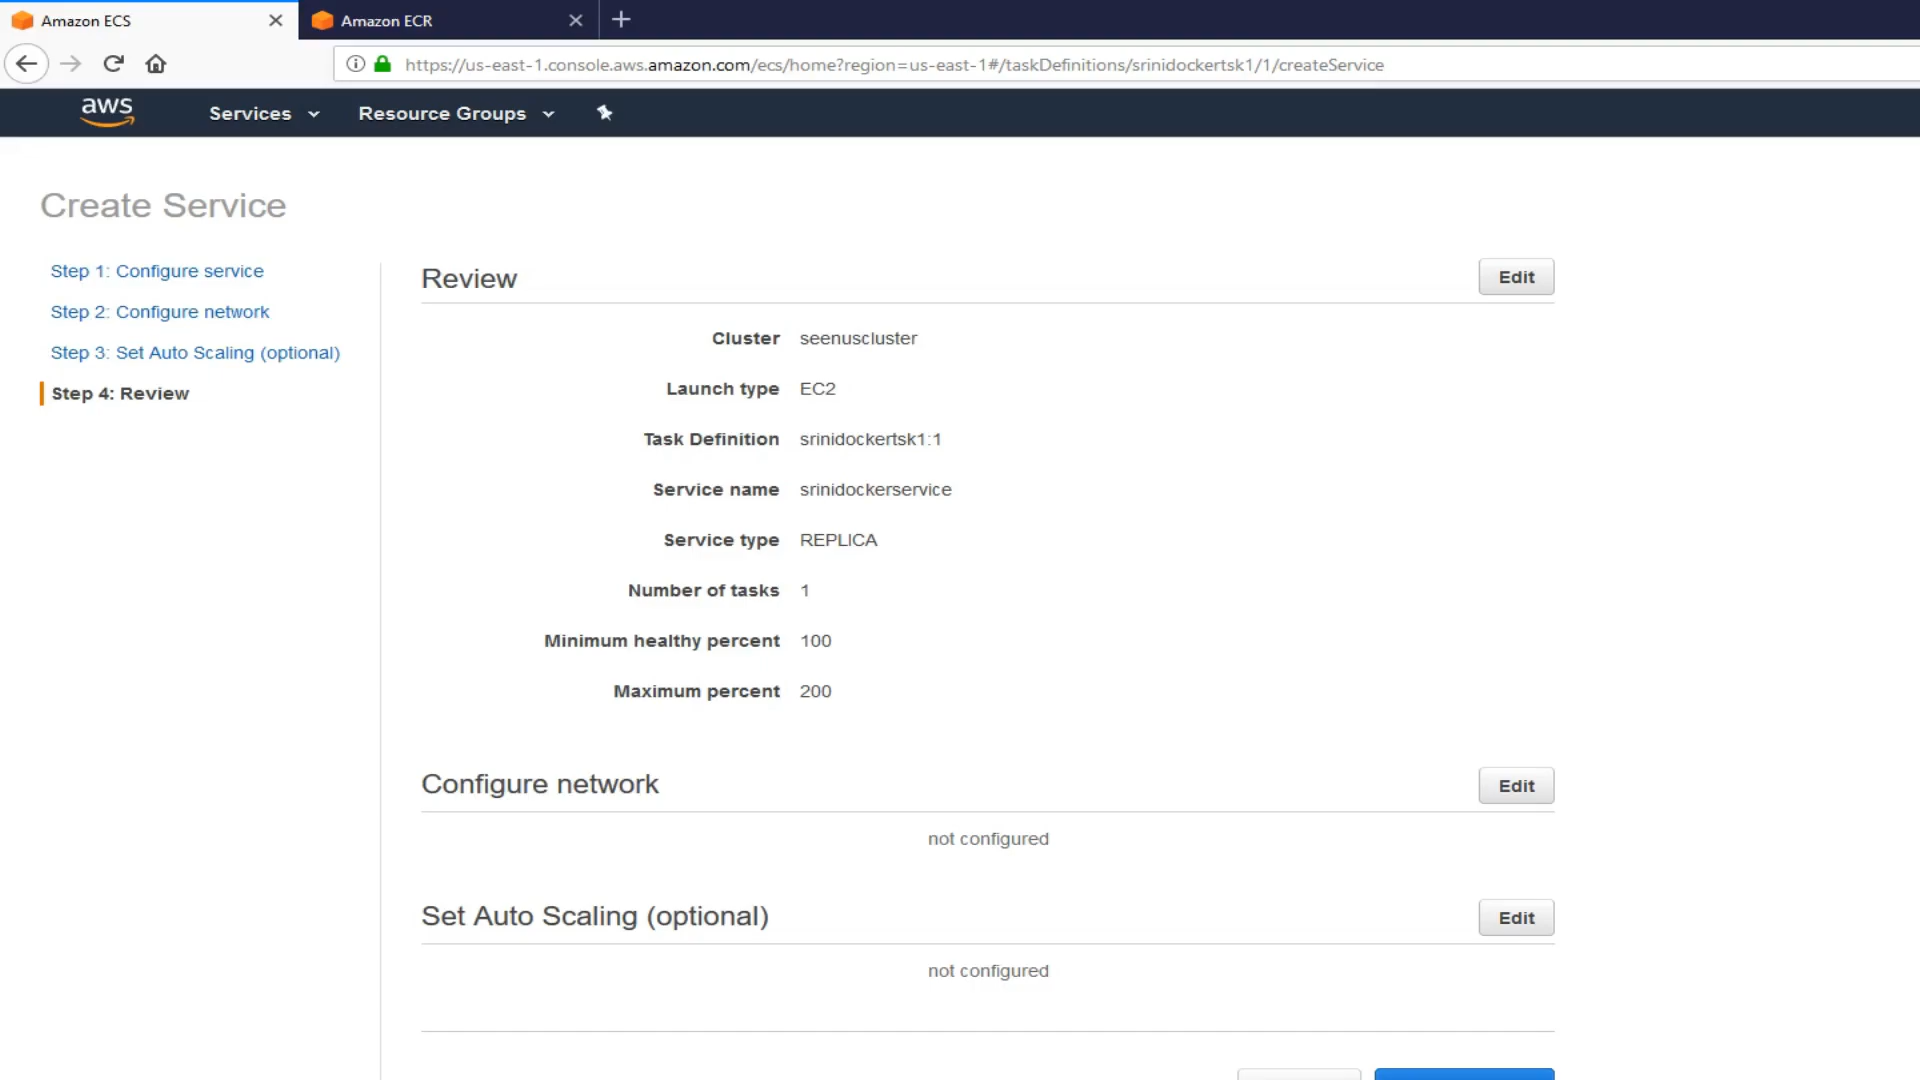 Amazon ECS
Amazon ECR
https://us-east-1.console.aws.amazon.com/ecs/home?region=us-east-1#/taskDefinitions/srinidockertsk1/1/createService
aws
Services
Resource Groups
Create Service
Step 1: Configure service
Step 2: Configure network
Step 3: Set Auto Scaling (optional)
Step 4: Review
Review
Edit
Cluster seenuscluster
Launch type EC2
Task Definition srinidockertsk1:1
Service name srinidockerservice
Service type REPLICA
Number of tasks 1
Minimum healthy percent 100
Maximum percent 200
Configure network
Edit
not configured
Set Auto Scaling (optional)
Edit
not configured